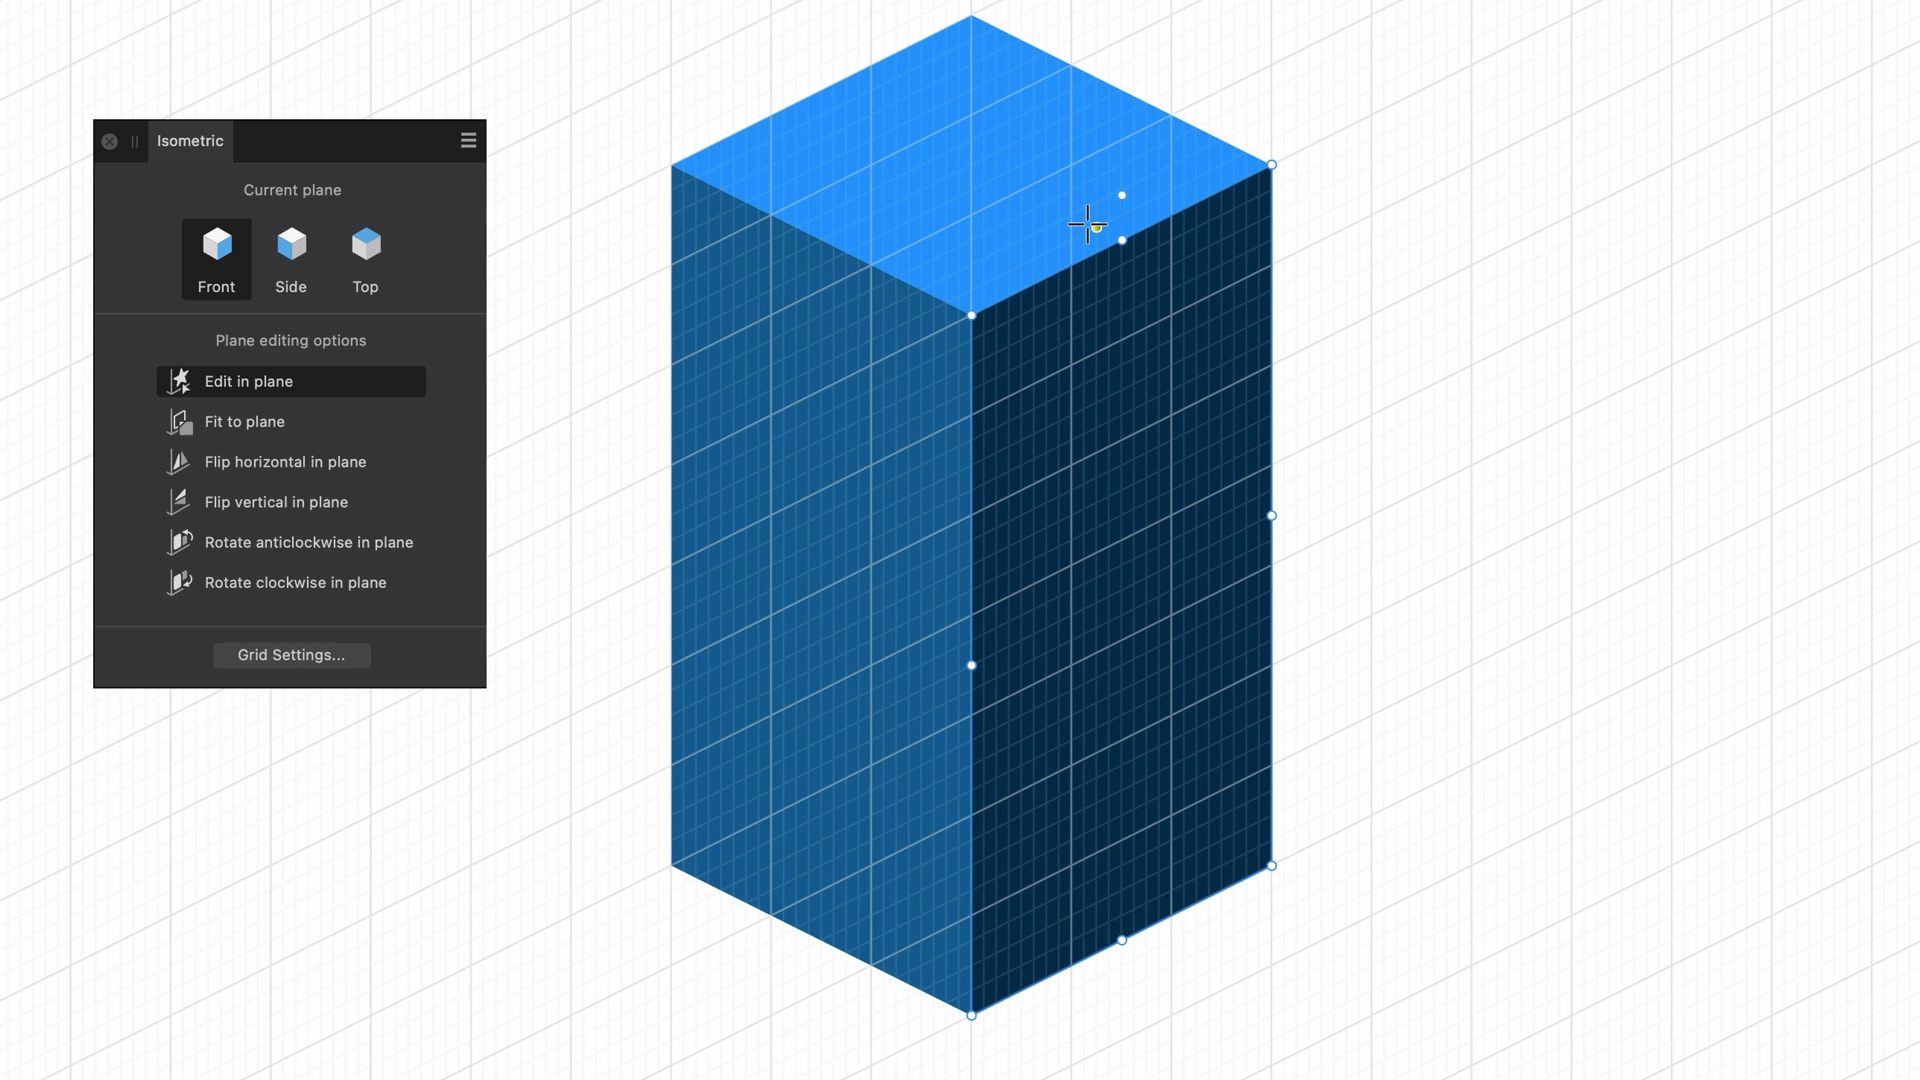 Isometric
Current plane
Front Side Top
Plane editing options
Edit in plane
Fit to plane
Flip horizontal in plane
Flip vertical in plane
Rotate anticlockwise in plane
Rotate clockwise in plane
Grid Settings...